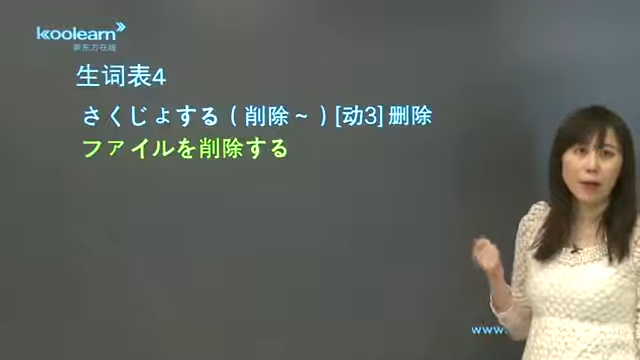 koolearn
新东方在线
生词表4
さくじょする（削除～）[动3]删除
ファイルを削除する
www.